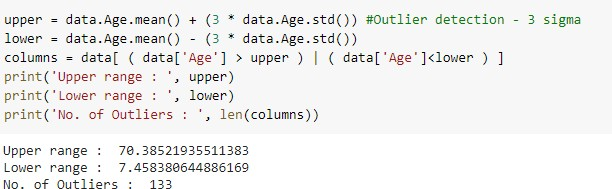 upper = data.Age.mean() + (3 * data.Age.std()) #Outlier detection - 3 sigma
lower = data.Age.mean() - (3 * data.Age.std())
columns = data[ ( data['Age'] > upper ) | ( data['Age']<lower ) ]
print('Upper range : ', upper)
print('Lower range : ', lower)
print('No. of Outliers : ', len(columns))
Upper range :  70.38521935511383
Lower range :  7.458380644886169
No. of Outliers :  133